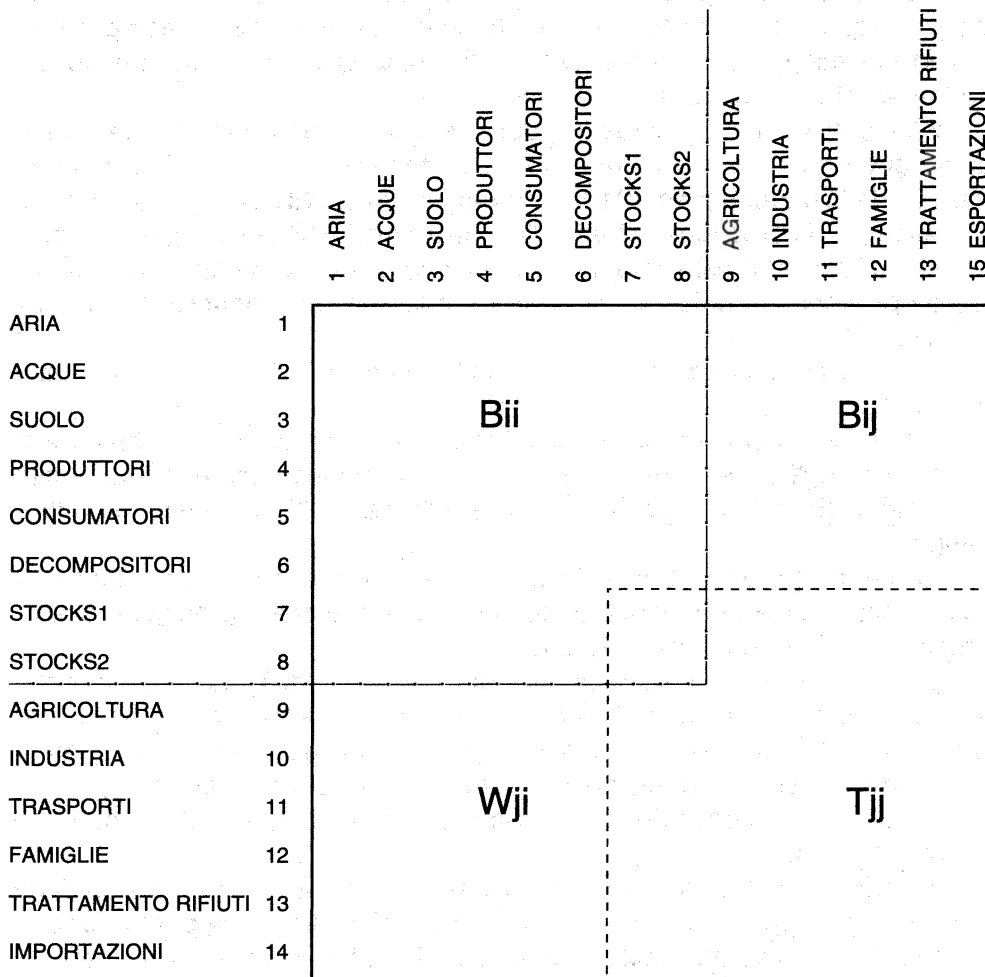 1 ARIA
2 ACQUE
3 SUOLO
4 PRODUTTORI
5 CONSUMATORI
6 DECOMPOSITORI
7 STOCKS1
8 STOCKS2
9 AGRICOLTURA
10 INDUSTRIA
11 TRASPORTI
12 FAMIGLIE
13 TRATTAMENTO RIFIUTI
15 ESPORTAZIONI
ARIA 1
ACQUE 2
SUOLO 3
Bii
Bij
PRODUTTORI 4
CONSUMATORI 5
DECOMPOSITORI 6
STOCKS1 7
STOCKS2 8
AGRICOLTURA 9
INDUSTRIA 10
TRASPORTI 11
Wji
Tjj
FAMIGLIE 12
TRATTAMENTO RIFIUTI 13
IMPORTAZIONI 14